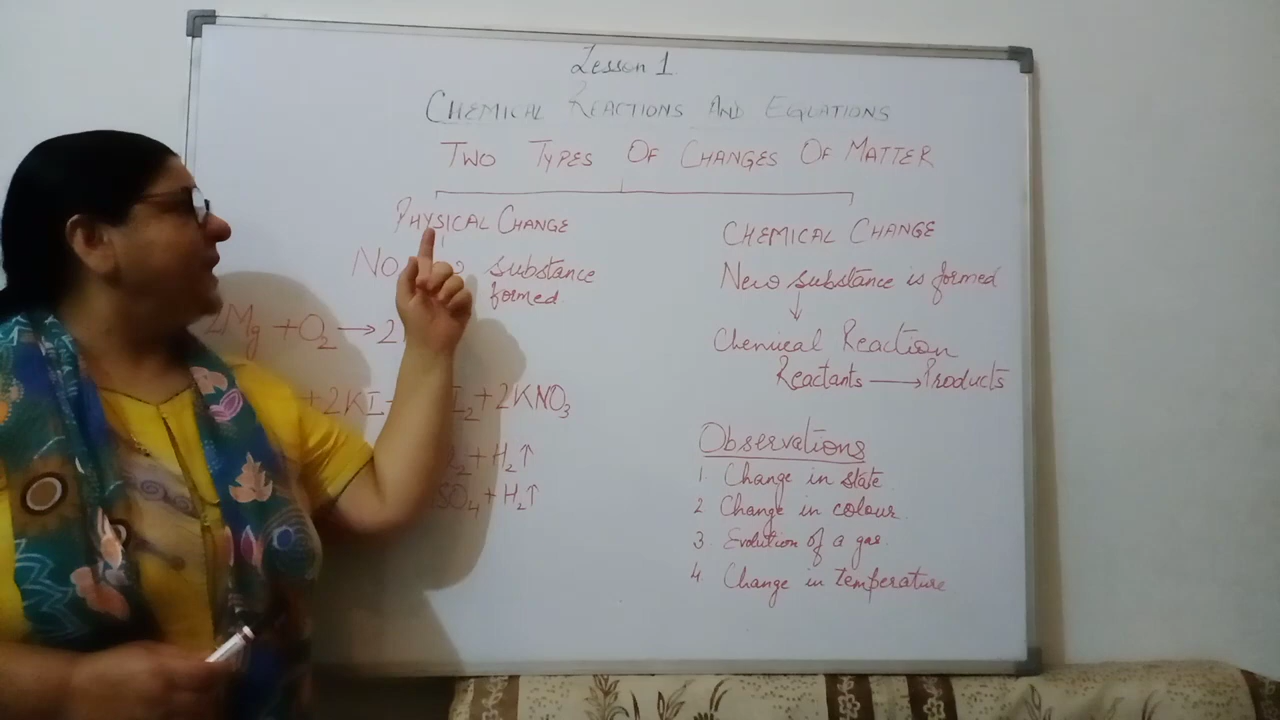 Lesson 1
CHEMICAL REACTIONS AND EQUATIONS
TWO TYPES OF CHANGES OF MATTER
PHYSICAL CHANGE
No substance
formed
2Mg + O₂ → 2
+ 2KI I₂ + 2KNO₃
+ H₂↑
SO₄ + H₂↑
CHEMICAL CHANGE
New substance is formed
↓
Chemical Reaction
Reactants → Products
Observations
1. Change in state
2 Change in colour
3. Evolution of a gas
4 Change in temperature